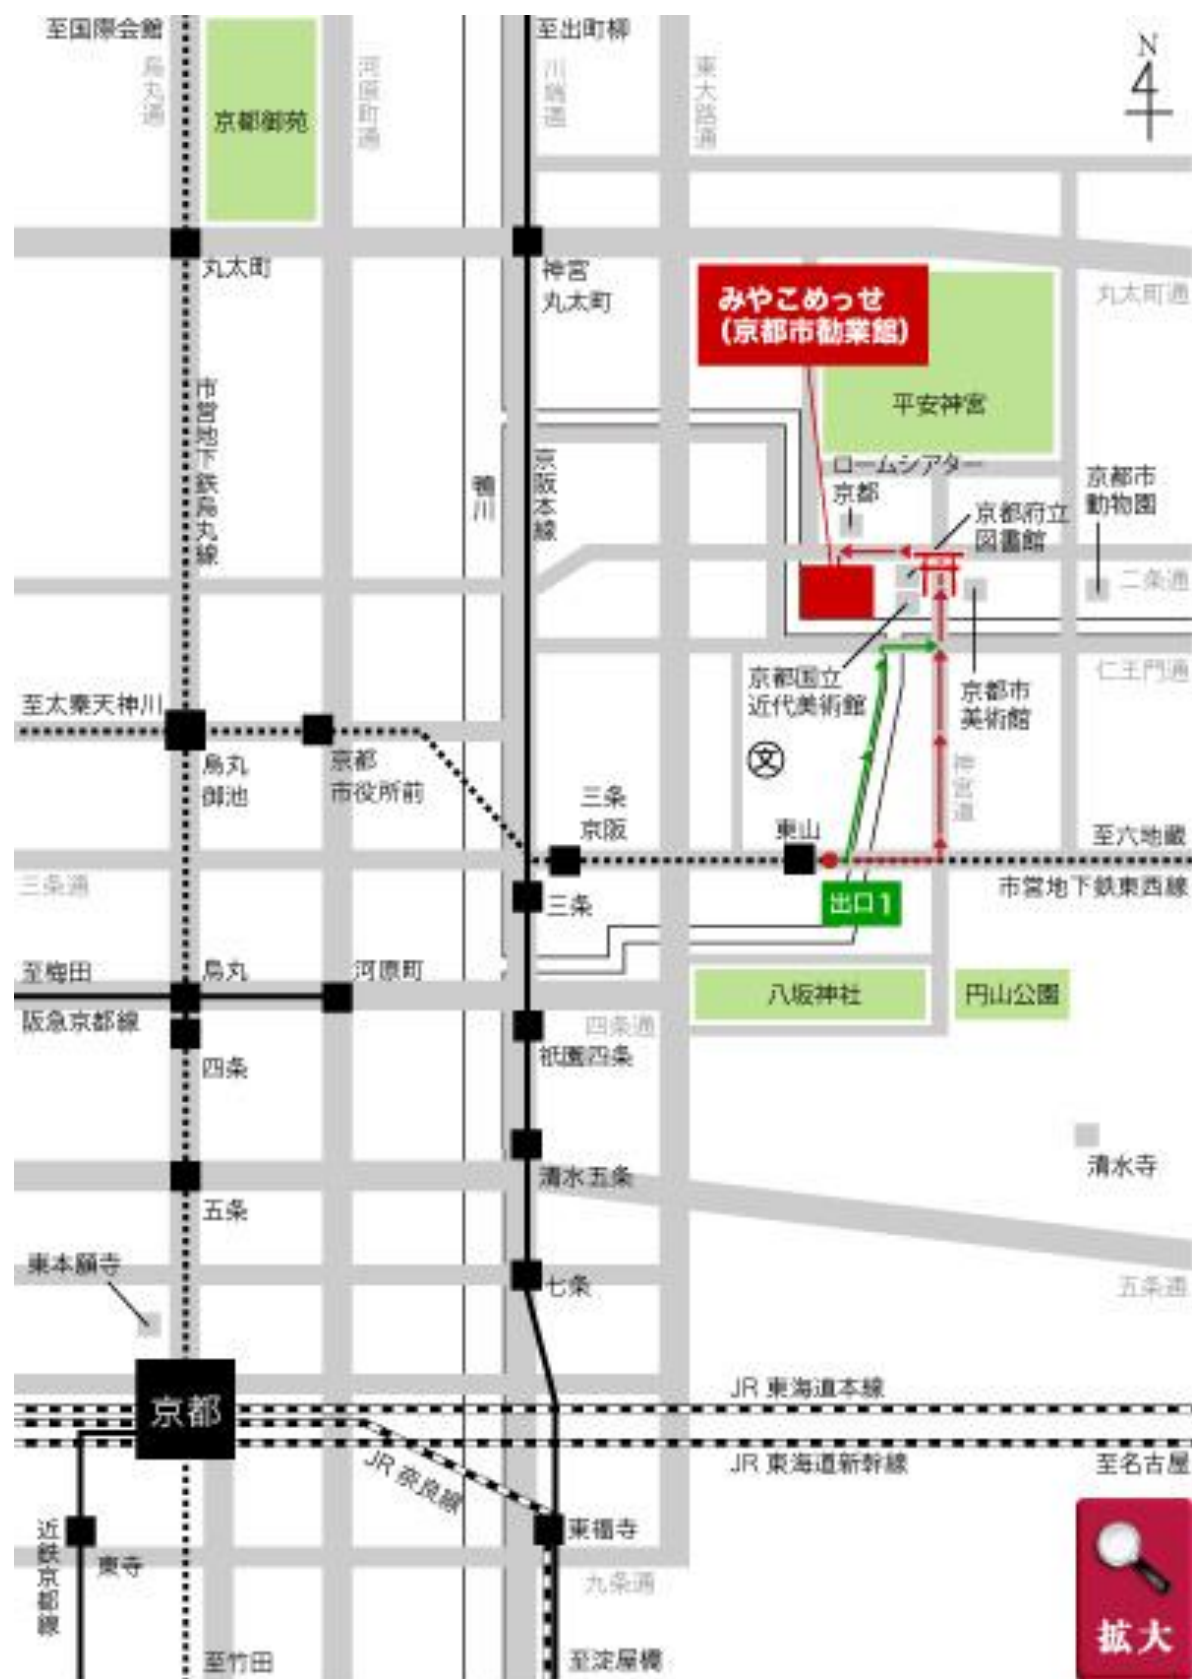 至国際会館
至出町柳
N
烏丸通
河原町通
川端通
東大路通
京都御苑
丸太町
神宮
丸太町
丸太町通
みやこめっせ
(京都市勧業館)
平安神宮
市営地下鉄烏丸線
鴨川
京阪本線
ロームシアター
京都
京都府立
図書館
京都市
動物園
二条通
京都国立
近代美術館
京都市
美術館
仁王門通
至太秦天神川
烏丸
御池
京都
市役所前
文
神宮道
三条
京阪
東山
至六地蔵
三条通
三条
出口1
市営地下鉄東西線
至梅田
烏丸
河原町
阪急京都線
八坂神社
円山公園
四条通
四条
祇園四条
清水五条
清水寺
五条
東本願寺
七条
五条通
京都
JR 東海道本線
JR 奈良線
JR 東海道新幹線
至名古屋
近鉄京都線
東寺
東福寺
九条通
至竹田
至淀屋橋
拡大